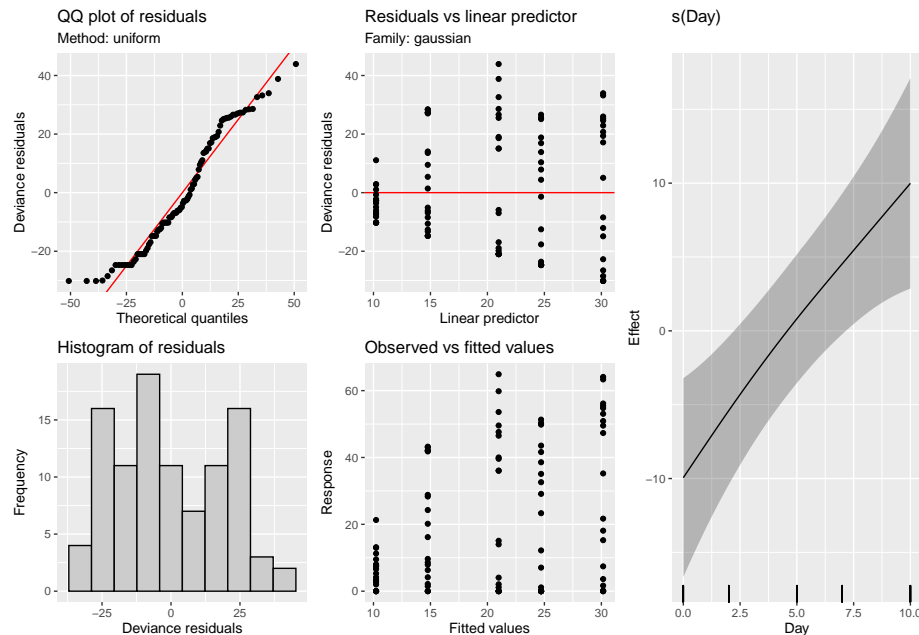 QQ plot of residuals
Method: uniform
Deviance residuals
40
20
0
−20
−50
−25
0
25
50
Theoretical quantiles
Residuals vs linear predictor
Family: gaussian
Deviance residuals
40
20
0
−20
10
15
20
25
30
Linear predictor
Histogram of residuals
Frequency
15
10
5
0
−25
0
25
Deviance residuals
Observed vs fitted values
Response
60
40
20
0
10
15
20
25
30
Fitted values
s(Day)
Effect
10
0
−10
0.0
2.5
5.0
7.5
10.0
Day